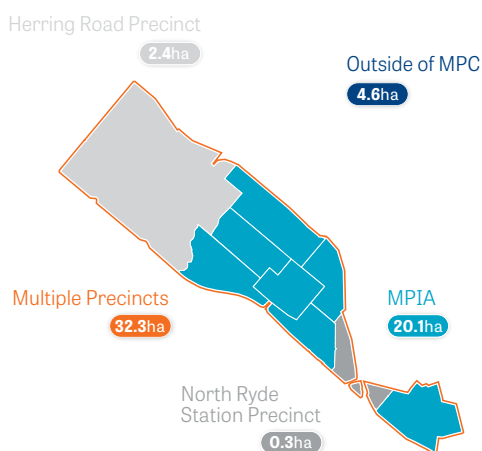 Herring Road Precinct
2.4ha
Outside of MPC
4.6ha
Multiple Precincts
32.3ha
MPIA
20.1ha
North Ryde
Station Precinct
0.3ha